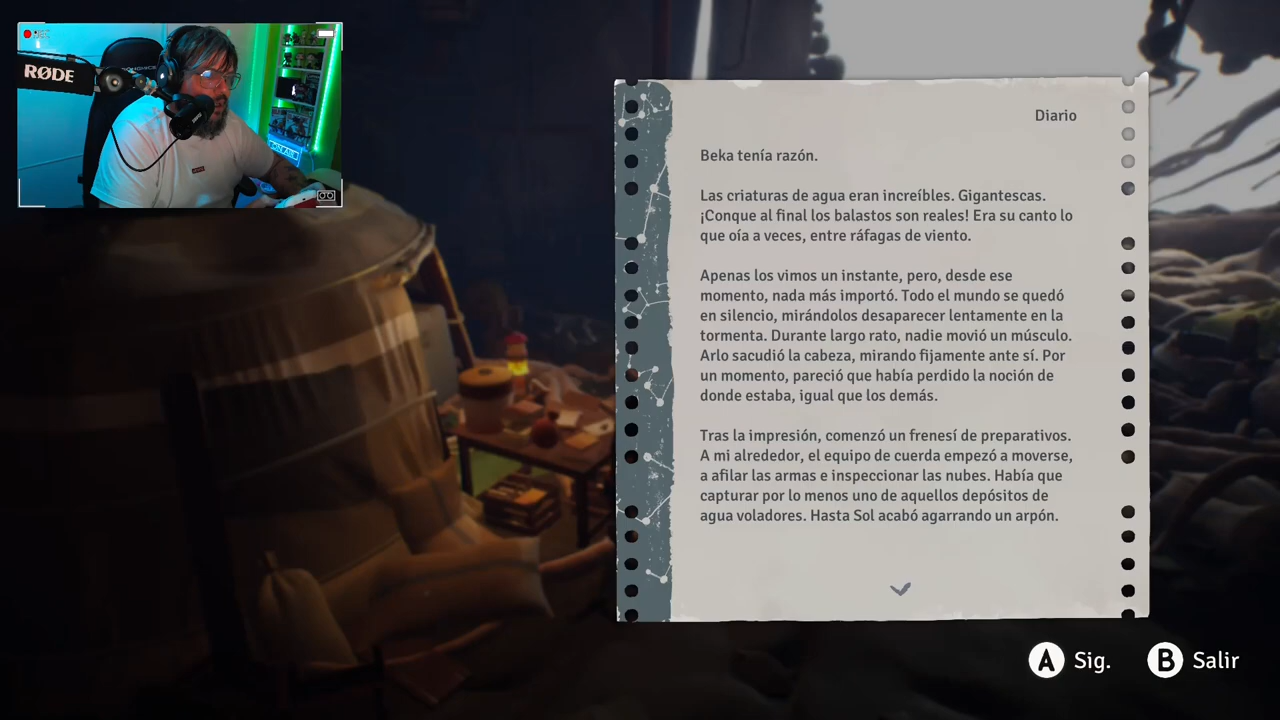 RØDE
ON AIR
Diario
Beka tenía razón.
Las criaturas de agua eran increíbles. Gigantescas.
¡Conque al final los balastos son reales! Era su canto lo
que oía a veces, entre ráfagas de viento.
Apenas los vimos un instante, pero, desde ese
momento, nada más importó. Todo el mundo se quedó
en silencio, mirándolos desaparecer lentamente en la
tormenta. Durante largo rato, nadie movió un músculo.
Arlo sacudió la cabeza, mirando fijamente ante sí. Por
un momento, pareció que había perdido la noción de
donde estaba, igual que los demás.
Tras la impresión, comenzó un frenesí de preparativos.
A mi alrededor, el equipo de cuerda empezó a moverse,
a afilar las armas e inspeccionar las nubes. Había que
capturar por lo menos uno de aquellos depósitos de
agua voladores. Hasta Sol acabó agarrando un arpón.
A Sig.
B Salir